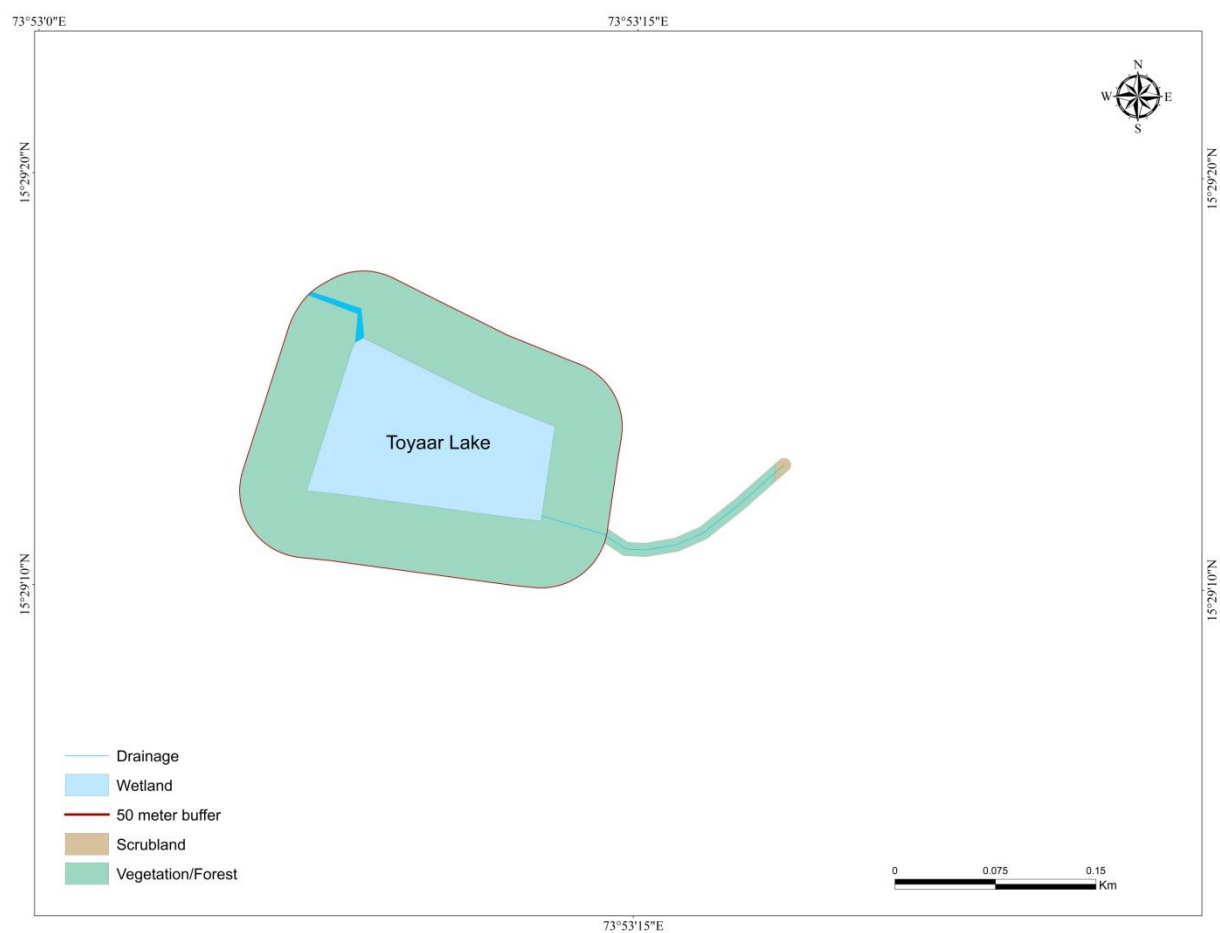 73°53'0"E
73°53'15"E
N
W
E
S
15°29'20"N
15°29'20"N
Toyaar Lake
15°29'10"N
15°29'10"N
Drainage
Wetland
50 meter buffer
Scrubland
Vegetation/Forest
0 0.075 0.15
Km
73°53'15"E